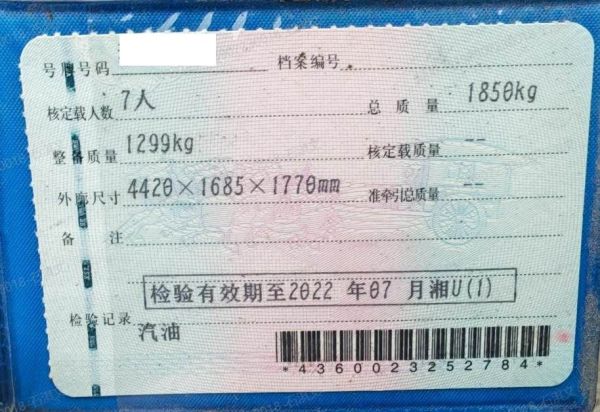 号牌号码 档案编号
核定载人数 7人 总质量 1850kg
整备质量 1299kg 核定载质量 --
外廓尺寸 4420×1685×1770mm 准牵引总质量 --
备注
检验有效期至2022 年07 月湘U(1)
检验记录 汽油
*4360023252784*